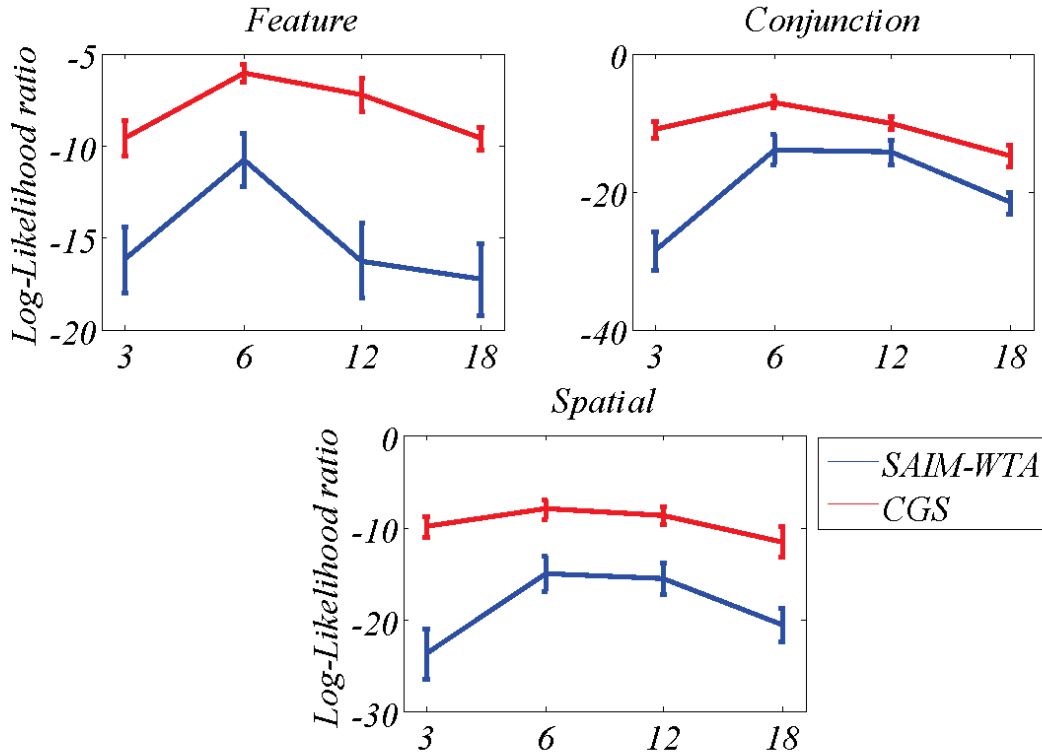 Feature
Log-Likelihood ratio
-5
-10
-15
-20
3 6 12 18
Conjunction
0
-20
-40
3 6 12 18
Spatial
Log-Likelihood ratio
0
-10
-20
-30
3 6 12 18
SAIM-WTA
CGS